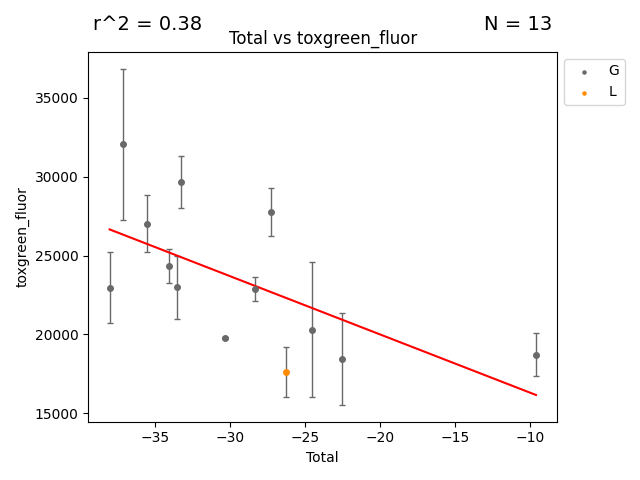 r^2 = 0.38
N = 13
Total vs toxgreen_fluor
G
L
35000
30000
25000
20000
15000
toxgreen_fluor
−35
−30
−25
−20
−15
−10
Total